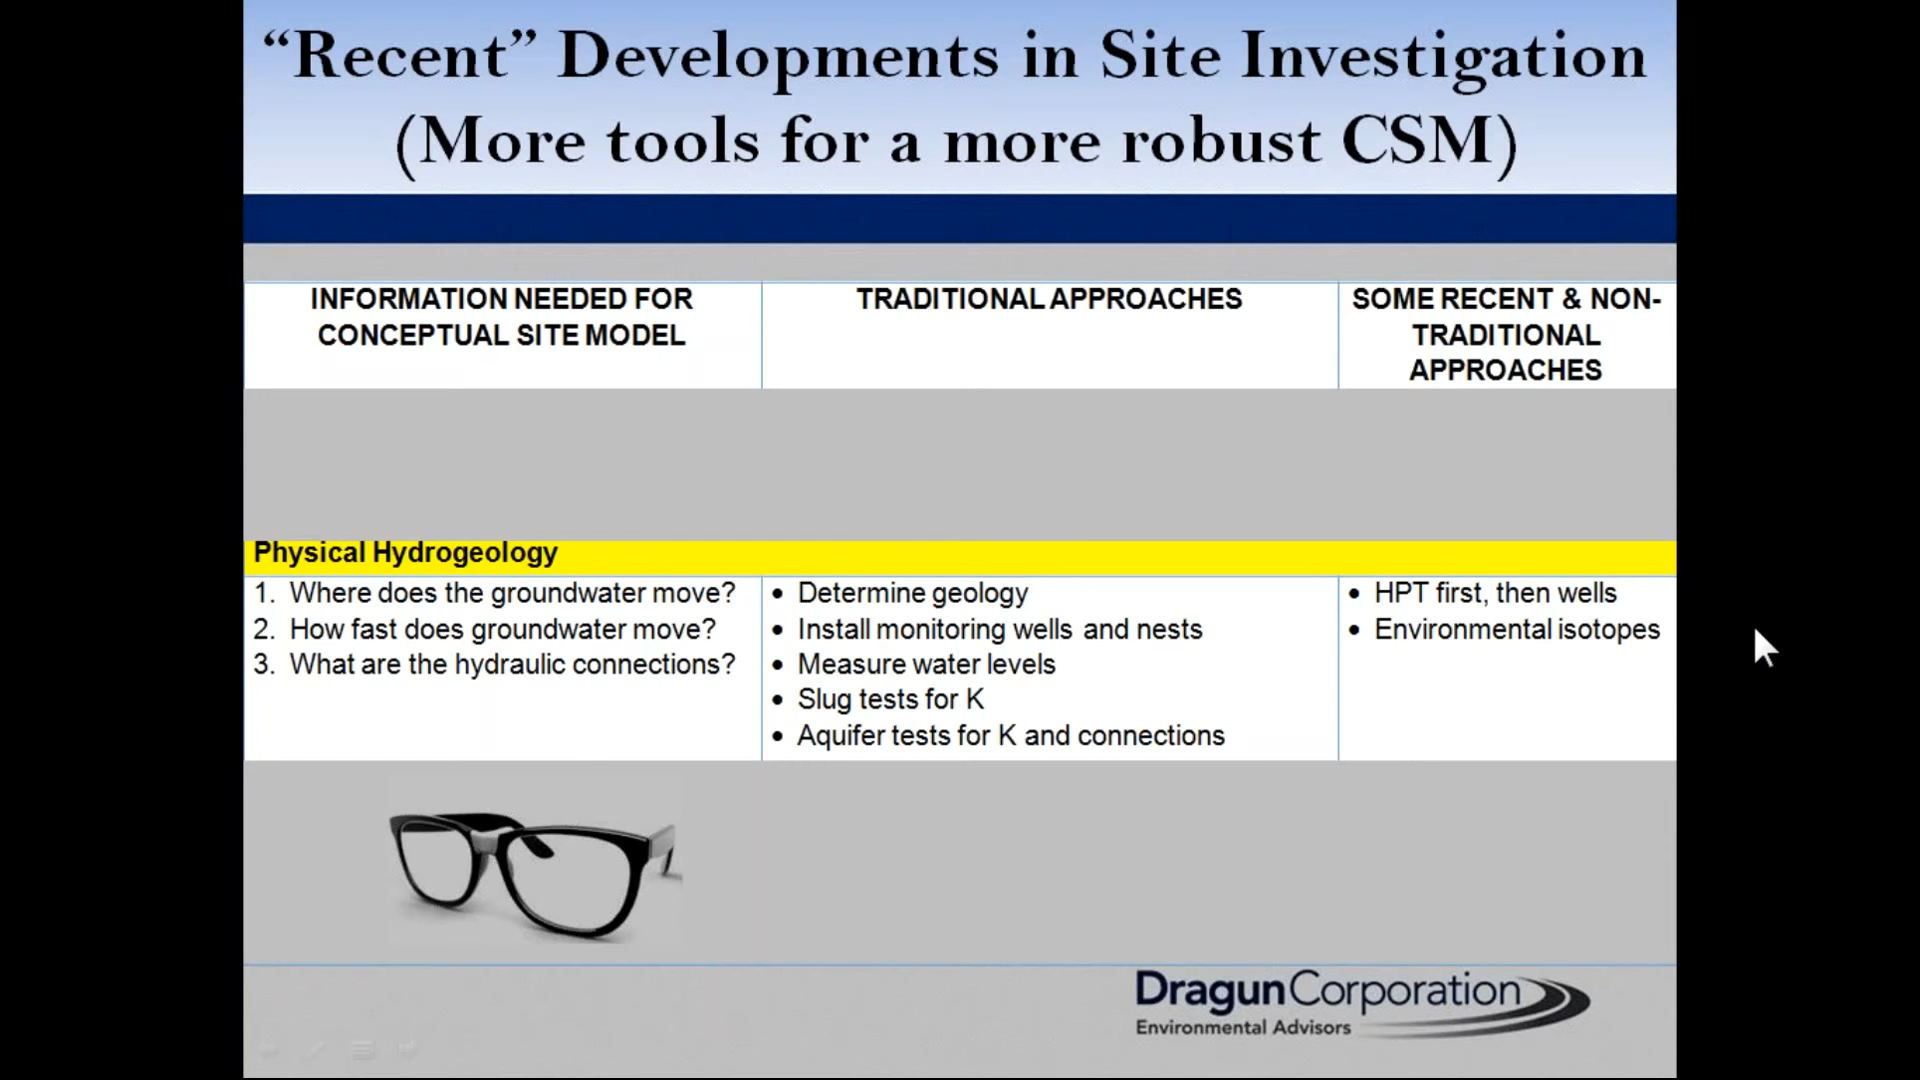 “Recent” Developments in Site Investigation
(More tools for a more robust CSM)
INFORMATION NEEDED FOR
CONCEPTUAL SITE MODEL
TRADITIONAL APPROACHES
SOME RECENT & NON-
TRADITIONAL
APPROACHES
Physical Hydrogeology
1. Where does the groundwater move?
2. How fast does groundwater move?
3. What are the hydraulic connections?
• Determine geology
• Install monitoring wells and nests
• Measure water levels
• Slug tests for K
• Aquifer tests for K and connections
• HPT first, then wells
• Environmental isotopes
DragunCorporation
Environmental Advisors